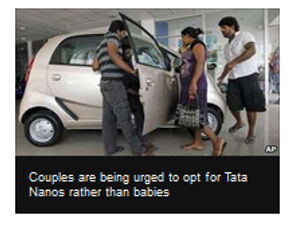 AP
Couples are being urged to opt for Tata
Nanos rather than babies